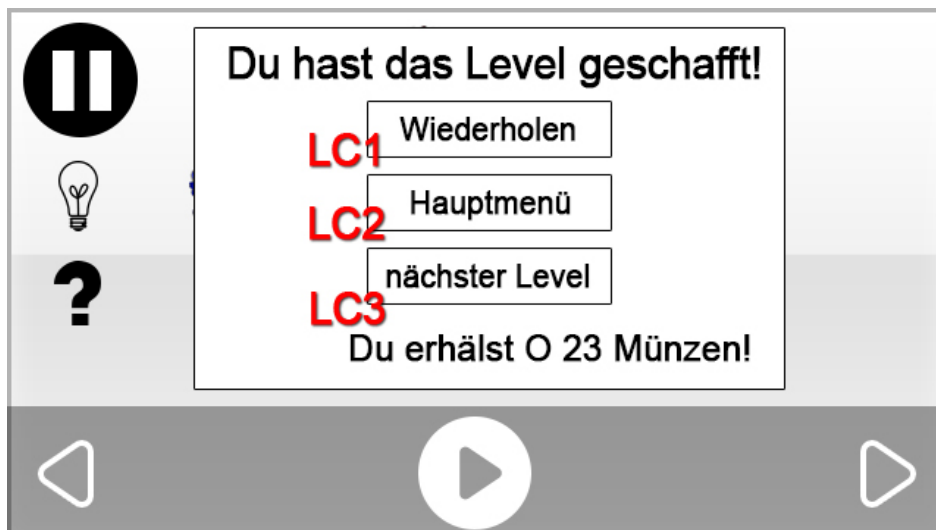 Du hast das Level geschafft!
Wiederholen
LC1
Hauptmenü
LC2
nächster Level
LC3
Du erhälst O 23 Münzen!
?